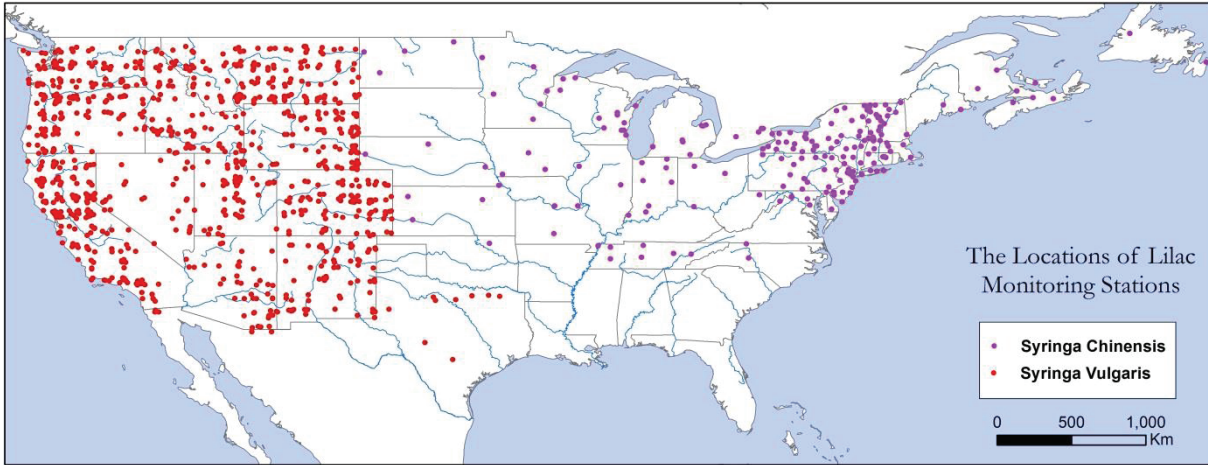 The Locations of Lilac
Monitoring Stations
Syringa Chinensis
Syringa Vulgaris
0 500 1,000
Km